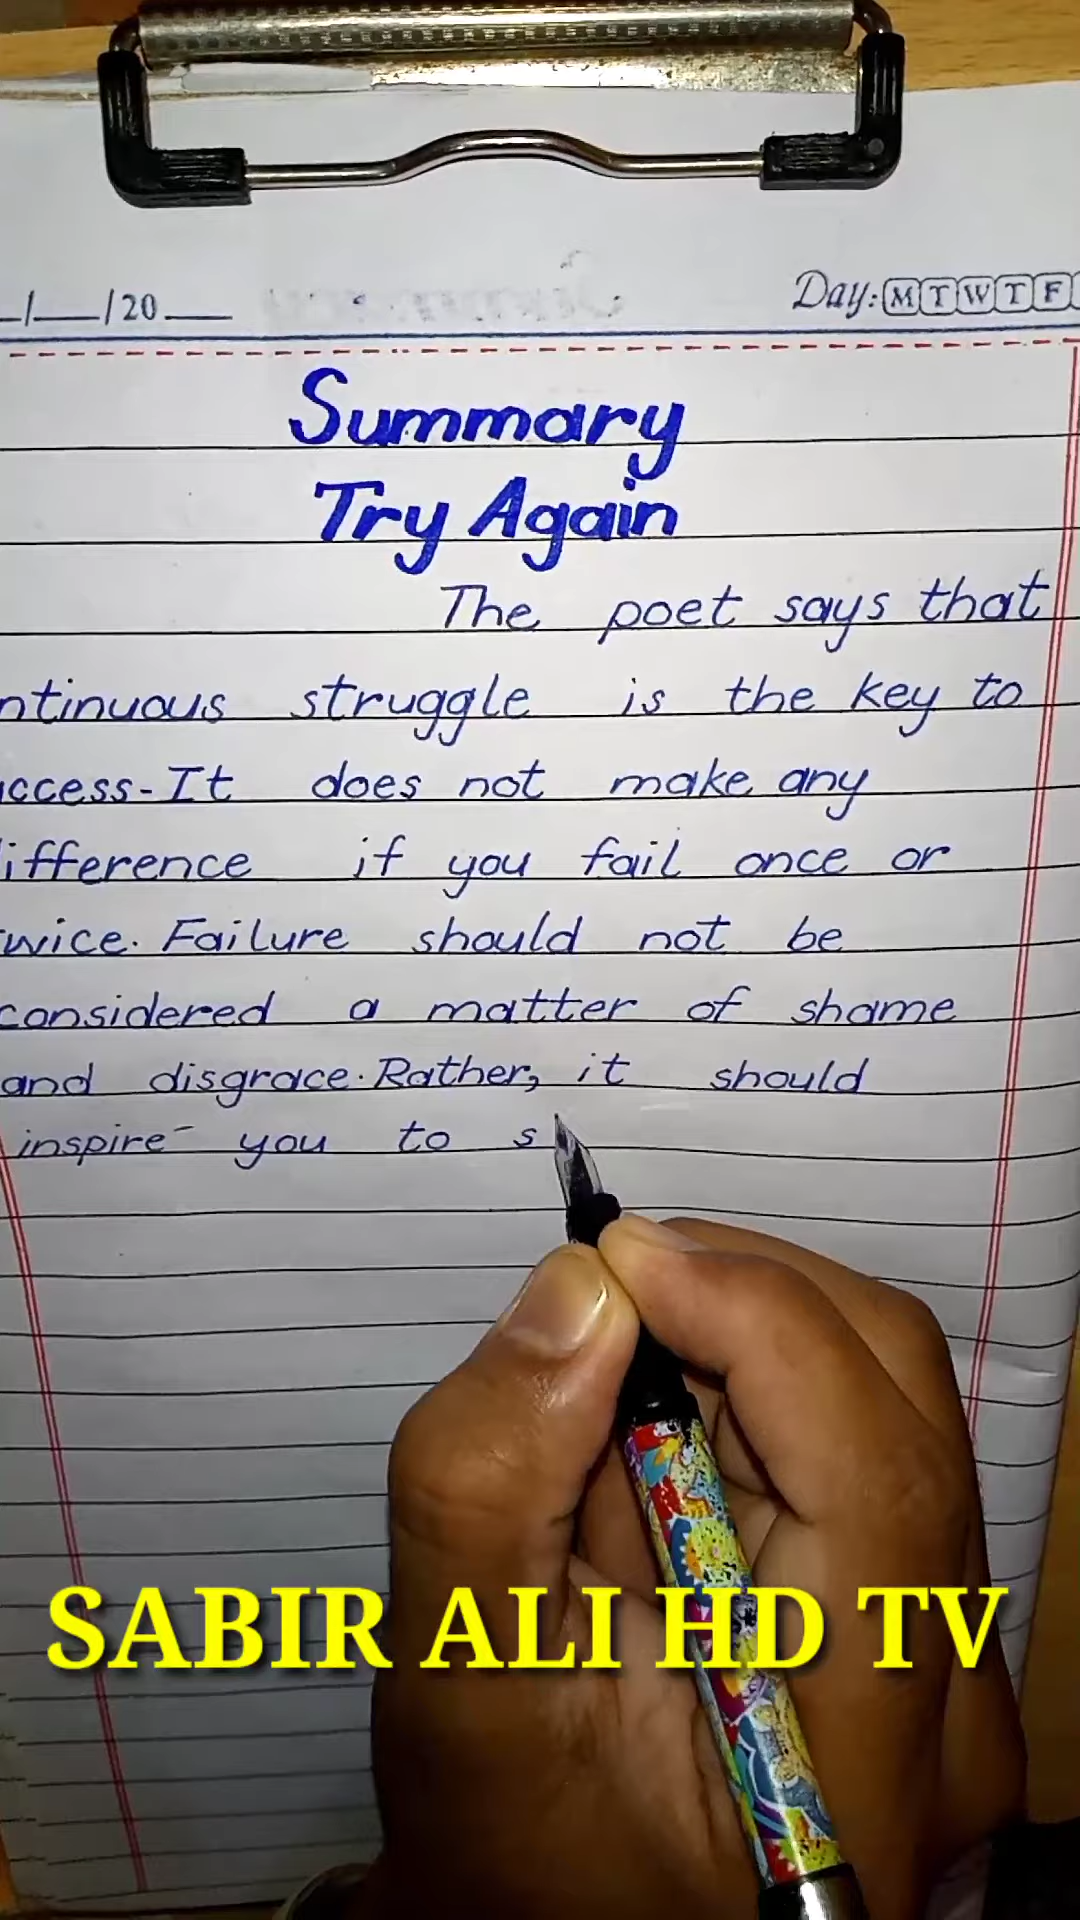 _/___/20___ Day: M T W T F
Summary
Try Again
The poet says that
ntinuous struggle is the key to
ccess-It does not make any
ifference if you fail once or
wice. Failure should not be
considered a matter of shame
and disgrace. Rather, it should
inspire- you to s
SABIR ALI HD TV